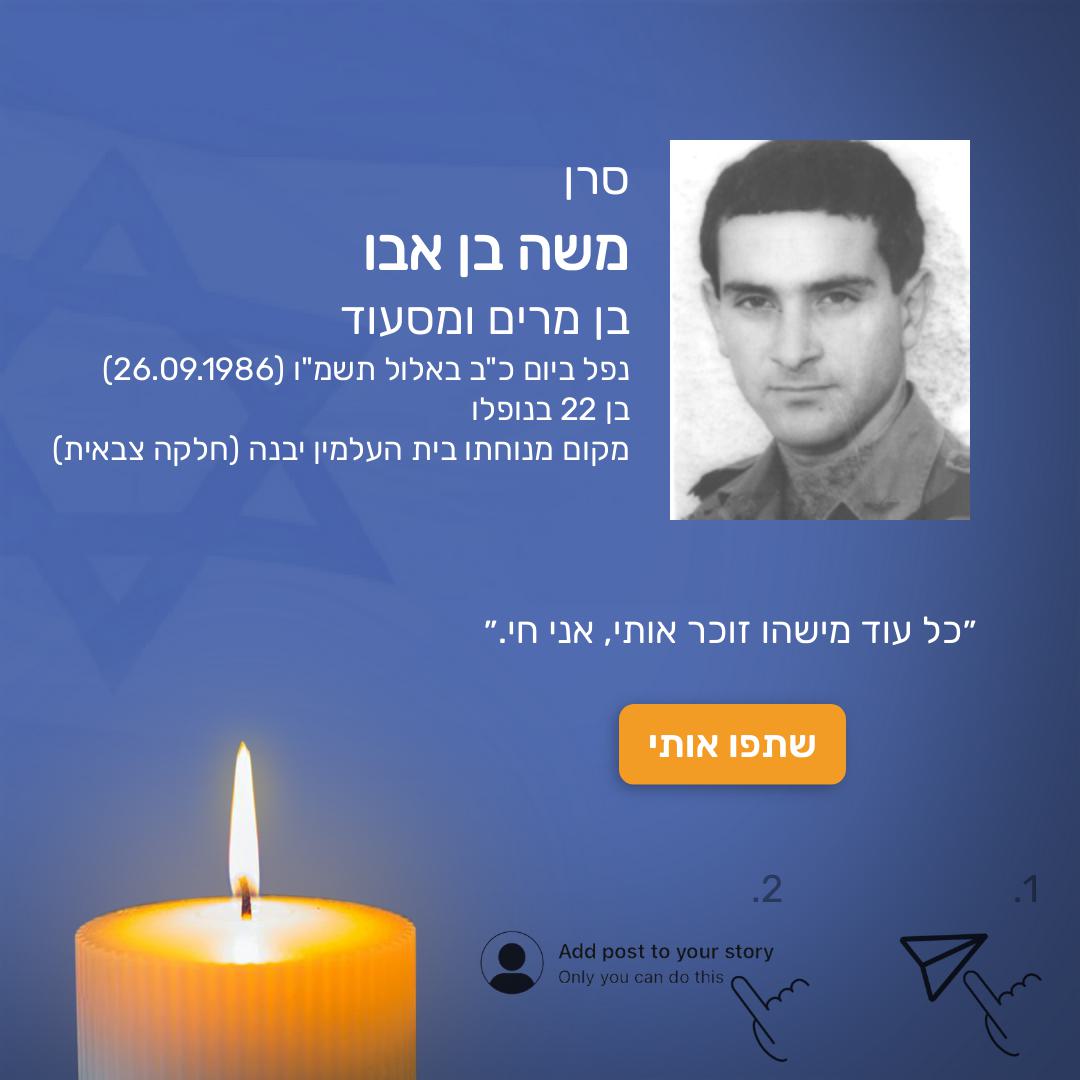 סרן
משה בן אבו
בן מרים ומסעוד
נפל ביום כ"ב באלול תשמ"ו (26.09.1986)
בן 22 בנופלו
מקום מנוחתו בית העלמין יבנה (חלקה צבאית)
״כל עוד מישהו זוכר אותי, אני חי.״
שתפו אותי
1.
2.
Add post to your story
Only you can do this